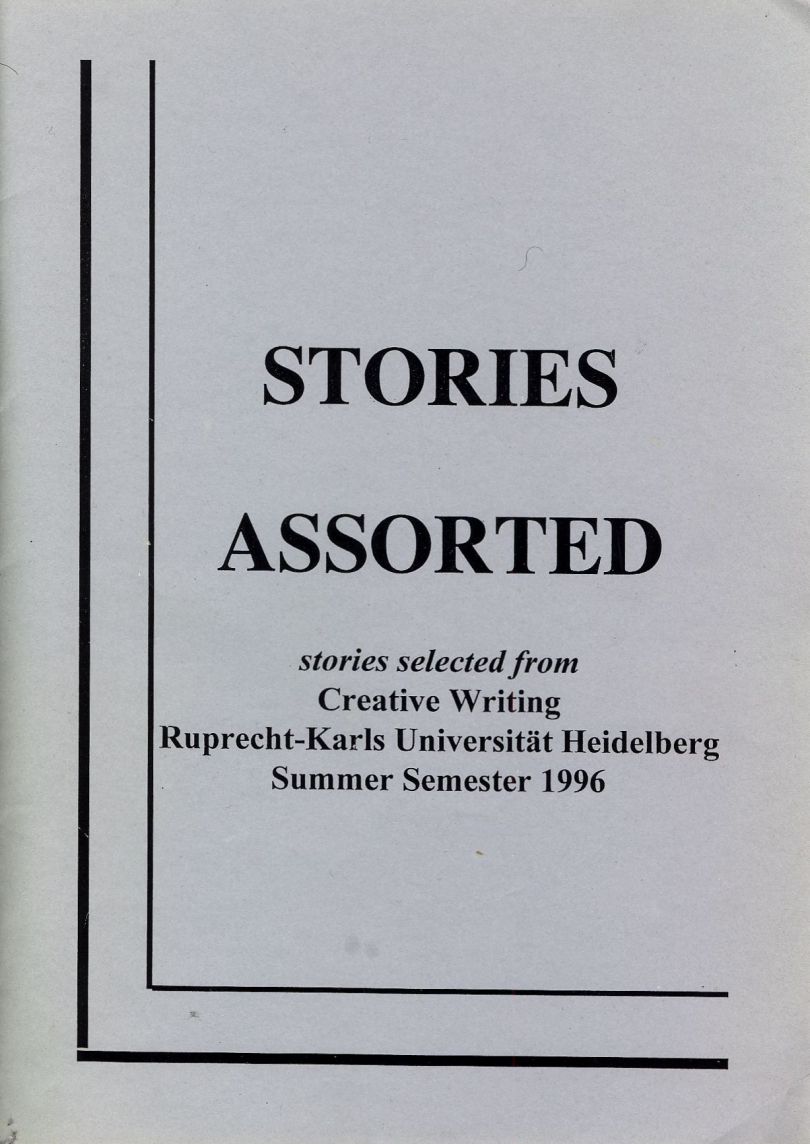 STORIES
ASSORTED
stories selected from
Creative Writing
Ruprecht-Karls Universität Heidelberg
Summer Semester 1996